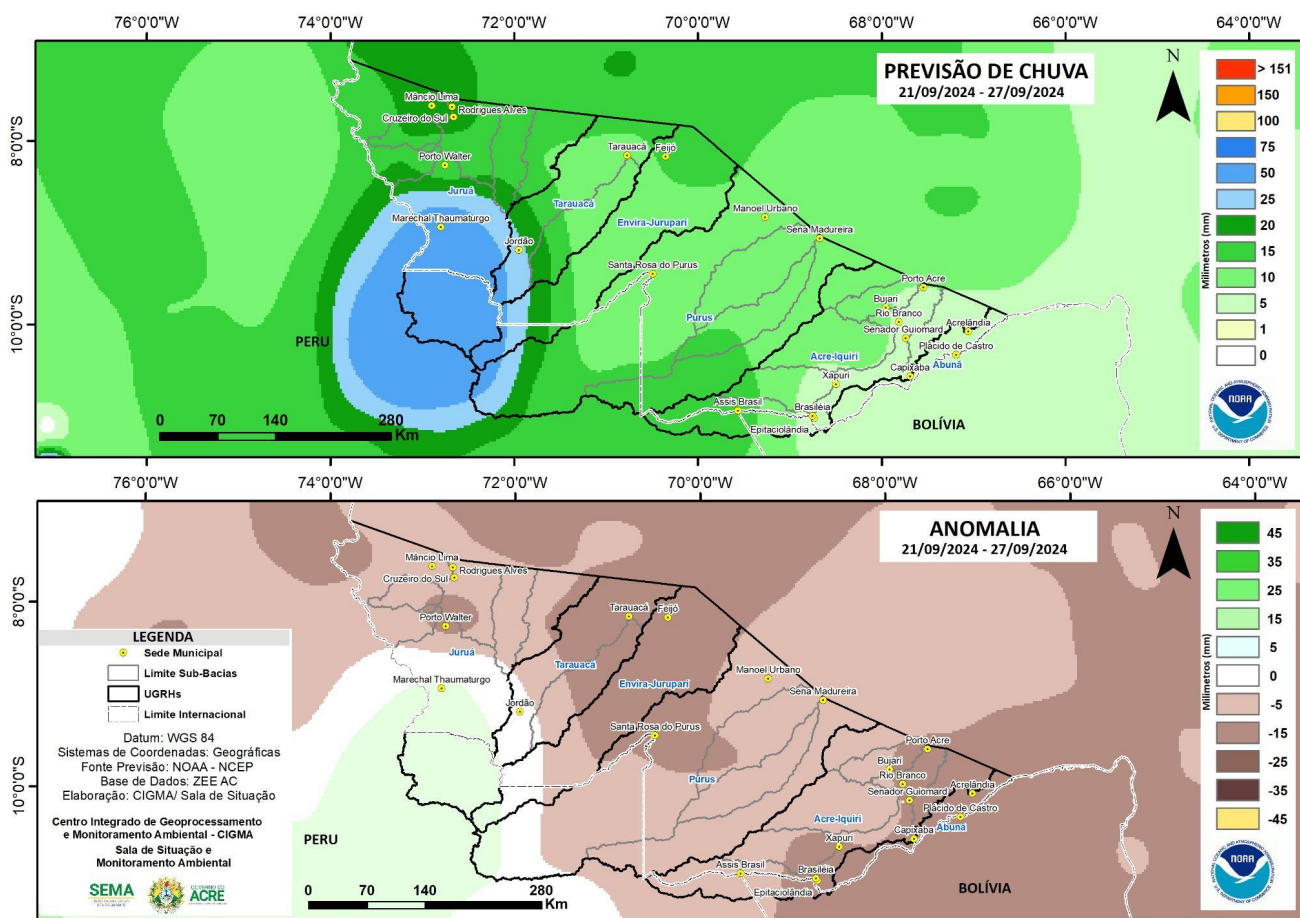 76°0'0"W
74°0'0"W
72°0'0"W
70°0'0"W
68°0'0"W
66°0'0"W
64°0'0"W
8°0'0"S
10°0'0"S
PREVISÃO DE CHUVA
21/09/2024 - 27/09/2024
N
Milímetros (mm)
> 151
150
100
75
50
25
20
15
10
5
1
0
Mâncio Lima
Rodrigues Alves
Cruzeiro do Sul
Porto Walter
Juruá
Marechal Thaumaturgo
Jordão
Tarauacá
Feijó
Tarauacá
Envira-Jurupari
Manoel Urbano
Sena Madureira
Santa Rosa do Purus
Purus
Porto Acre
Bujari
Rio Branco
Senador Guiomard
Acrelândia
Plácido de Castro
Abunã
Acre-Iquiri
Capixaba
Xapuri
Assis Brasil
Brasiléia
Epitaciolândia
PERU
BOLÍVIA
0 70 140 280
Km
NOAA
76°0'0"W
74°0'0"W
72°0'0"W
70°0'0"W
68°0'0"W
66°0'0"W
64°0'0"W
8°0'0"S
10°0'0"S
ANOMALIA
21/09/2024 - 27/09/2024
N
Milímetros (mm)
45
35
25
15
5
0
-5
-15
-25
-35
-45
Mâncio Lima
Rodrigues Alves
Cruzeiro do Sul
Porto Walter
Juruá
Marechal Thaumaturgo
Jordão
Tarauacá
Feijó
Tarauacá
Envira-Jurupari
Manoel Urbano
Sena Madureira
Santa Rosa do Purus
Purus
Porto Acre
Bujari
Rio Branco
Senador Guiomard
Acrelândia
Plácido de Castro
Abunã
Acre-Iquiri
Capixaba
Xapuri
Assis Brasil
Brasiléia
Epitaciolândia
PERU
BOLÍVIA
LEGENDA
Sede Municipal
Limite Sub-Bacias
UGRHs
Limite Internacional
Datum: WGS 84
Sistemas de Coordenadas: Geográficas
Fonte Previsão: NOAA - NCEP
Base de Dados: ZEE AC
Elaboração: CIGMA/ Sala de Situação
Centro Integrado de Geoprocessamento
e Monitoramento Ambiental - CIGMA
Sala de Situação e
Monitoramento Ambiental
SEMA
GOVERNO DO
ACRE
0 70 140 280
Km
NOAA